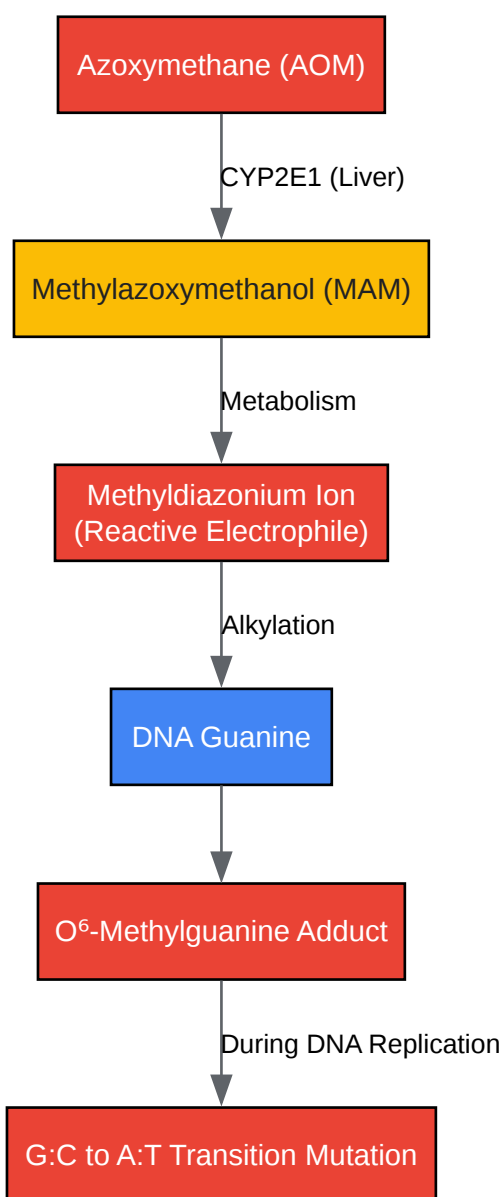 Azoxymethane (AOM)
CYP2E1 (Liver)
Methylazoxymethanol (MAM)
Metabolism
Methyldiazonium Ion
(Reactive Electrophile)
Alkylation
DNA Guanine
O⁶-Methylguanine Adduct
During DNA Replication
G:C to A:T Transition Mutation